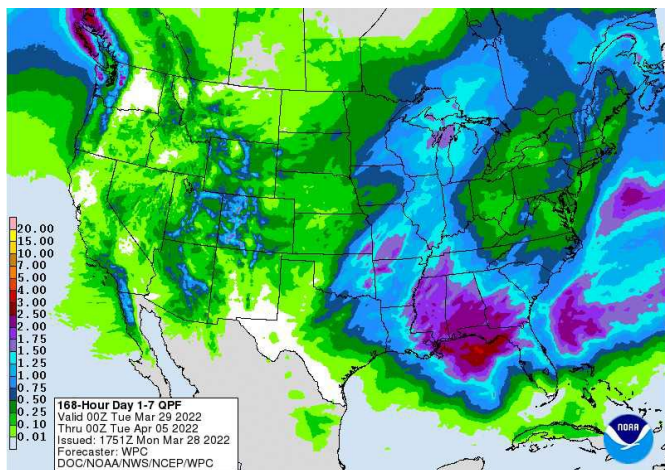 20.00
15.00
10.00
7.00
5.00
4.00
3.00
2.50
2.00
1.75
1.50
1.25
1.00
0.75
0.50
0.25
0.10
0.01
168-Hour Day 1-7 QPF
Valid 00Z Tue Mar 29 2022
Thru 00Z Tue Apr 05 2022
Issued: 1751Z Mon Mar 28 2022
Forecaster: WPC
DOC/NOAA/NWS/NCEP/WPC
NOAA